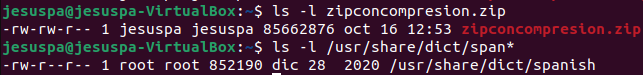 jesuspa@jesuspa-VirtualBox:~$ ls -l zipconcompresion.zip
-rw-rw-r-- 1 jesuspa jesuspa 85662876 oct 16 12:53 zipconcompresion.zip
jesuspa@jesuspa-VirtualBox:~$ ls -l /usr/share/dict/span*
-rw-r--r-- 1 root root 852190 dic 28  2020 /usr/share/dict/spanish